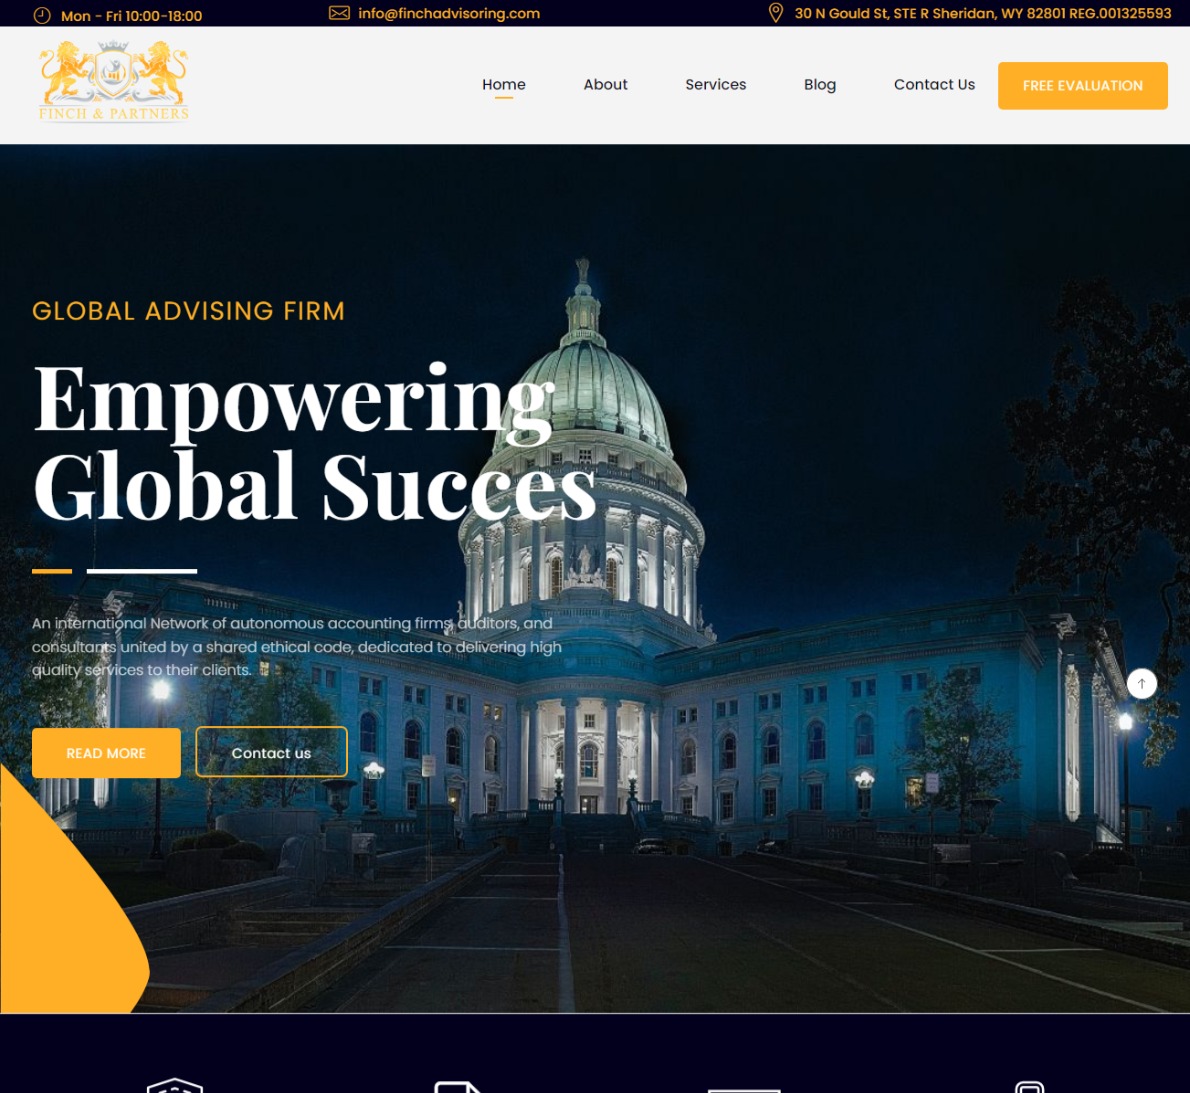 Mon - Fri 10:00-18:00
info@finchadvisoring.com
30 N Gould St, STE R Sheridan, WY 82801 REG.001325593
FINCH & PARTNERS
Home
About
Services
Blog
Contact Us
FREE EVALUATION
GLOBAL ADVISING FIRM
Empowering
Global Succes
An international Network of autonomous accounting firms, auditors, and
consultants united by a shared ethical code, dedicated to delivering high
quality services to their clients.
READ MORE
Contact us